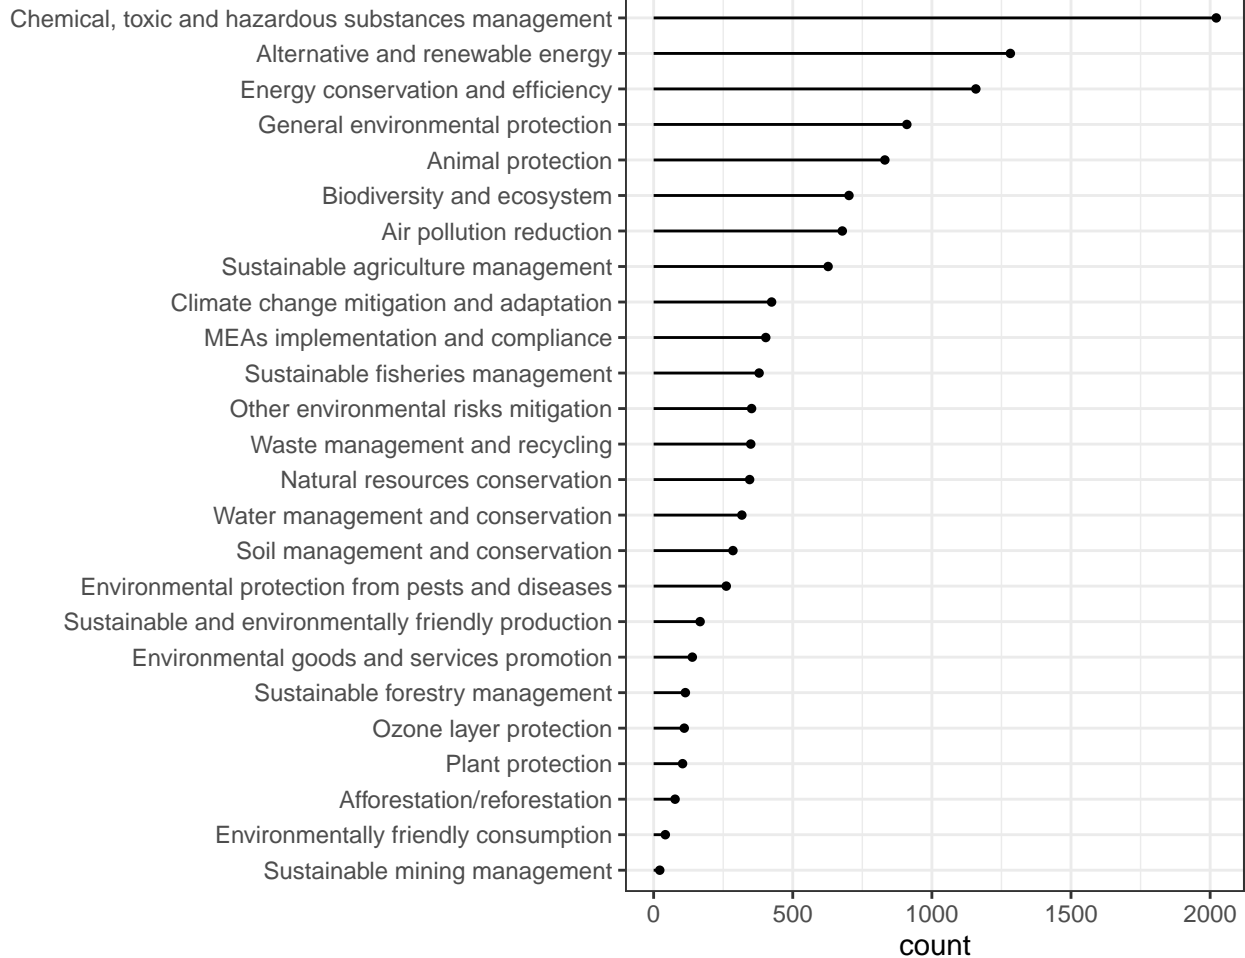 Chemical, toxic and hazardous substances management
Alternative and renewable energy
Energy conservation and efficiency
General environmental protection
Animal protection
Biodiversity and ecosystem
Air pollution reduction
Sustainable agriculture management
Climate change mitigation and adaptation
MEAs implementation and compliance
Sustainable fisheries management
Other environmental risks mitigation
Waste management and recycling
Natural resources conservation
Water management and conservation
Soil management and conservation
Environmental protection from pests and diseases
Sustainable and environmentally friendly production
Environmental goods and services promotion
Sustainable forestry management
Ozone layer protection
Plant protection
Afforestation/reforestation
Environmentally friendly consumption
Sustainable mining management
0 500 1000 1500 2000
count